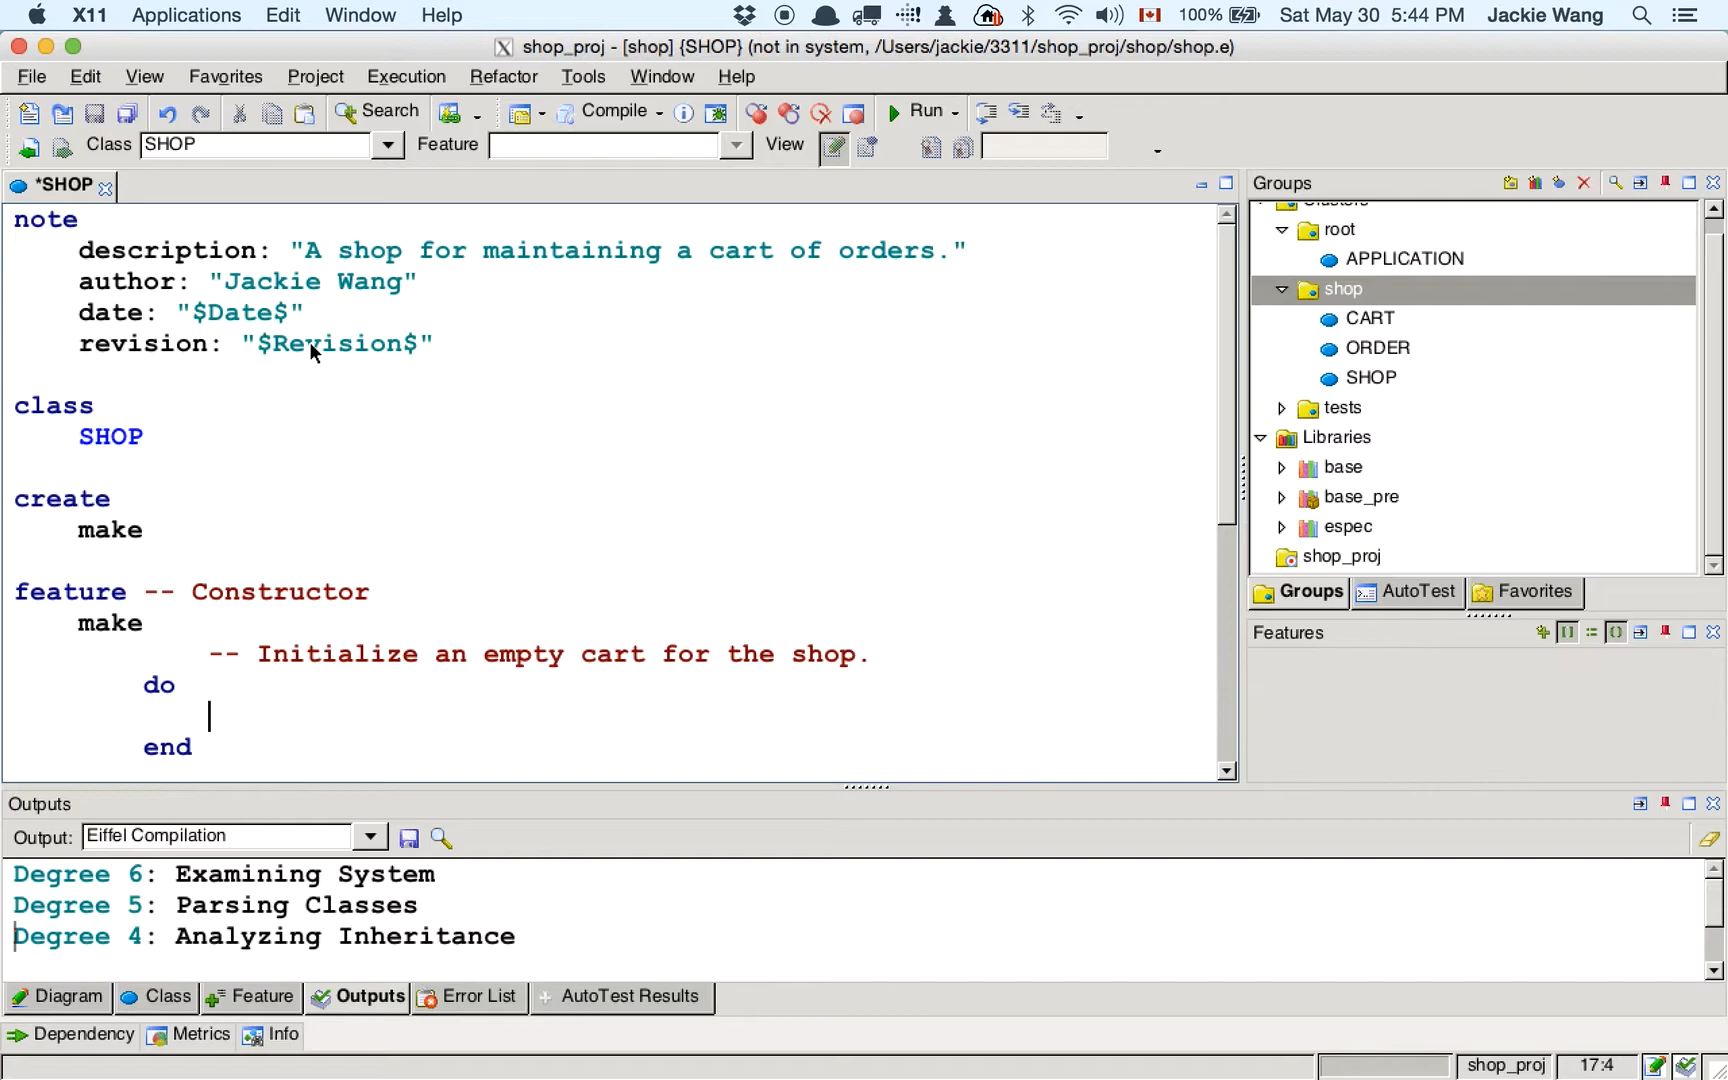 X11 Applications Edit Window Help 100% Sat May 30 5:44 PM Jackie Wang
shop_proj - [shop] {SHOP} (not in system, /Users/jackie/3311/shop_proj/shop/shop.e)
File Edit View Favorites Project Execution Refactor Tools Window Help
Search Compile Run
Class SHOP Feature View
*SHOP
note
description: "A shop for maintaining a cart of orders."
author: "Jackie Wang"
date: "$Date$"
revision: "$Revision$"
class
SHOP
create
make
feature -- Constructor
make
-- Initialize an empty cart for the shop.
do
end
Groups
Clusters
root
APPLICATION
shop
CART
ORDER
SHOP
tests
Libraries
base
base_pre
espec
shop_proj
Groups AutoTest Favorites
Features
Outputs
Output: Eiffel Compilation
Degree 6: Examining System
Degree 5: Parsing Classes
Degree 4: Analyzing Inheritance
Diagram Class Feature Outputs Error List AutoTest Results
Dependency Metrics Info
shop_proj 17:4